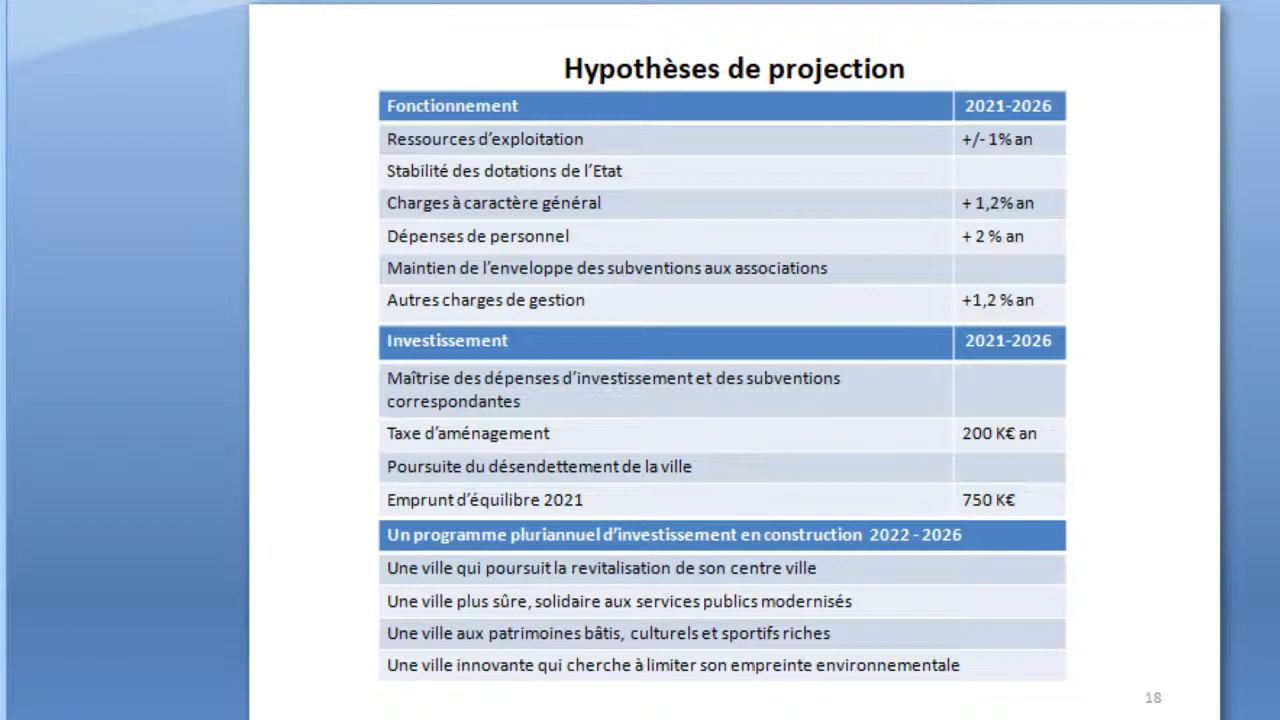 Hypothèses de projection
Fonctionnement 2021-2026
Ressources d'exploitation +/- 1% an
Stabilité des dotations de l'Etat
Charges à caractère général + 1,2% an
Dépenses de personnel + 2 % an
Maintien de l'enveloppe des subventions aux associations
Autres charges de gestion +1,2 % an
Investissement 2021-2026
Maîtrise des dépenses d'investissement et des subventions
correspondantes
Taxe d'aménagement 200 K€ an
Poursuite du désendettement de la ville
Emprunt d'équilibre 2021 750 K€
Un programme pluriannuel d'investissement en construction 2022 - 2026
Une ville qui poursuit la revitalisation de son centre ville
Une ville plus sûre, solidaire aux services publics modernisés
Une ville aux patrimoines bâtis, culturels et sportifs riches
Une ville innovante qui cherche à limiter son empreinte environnementale
18